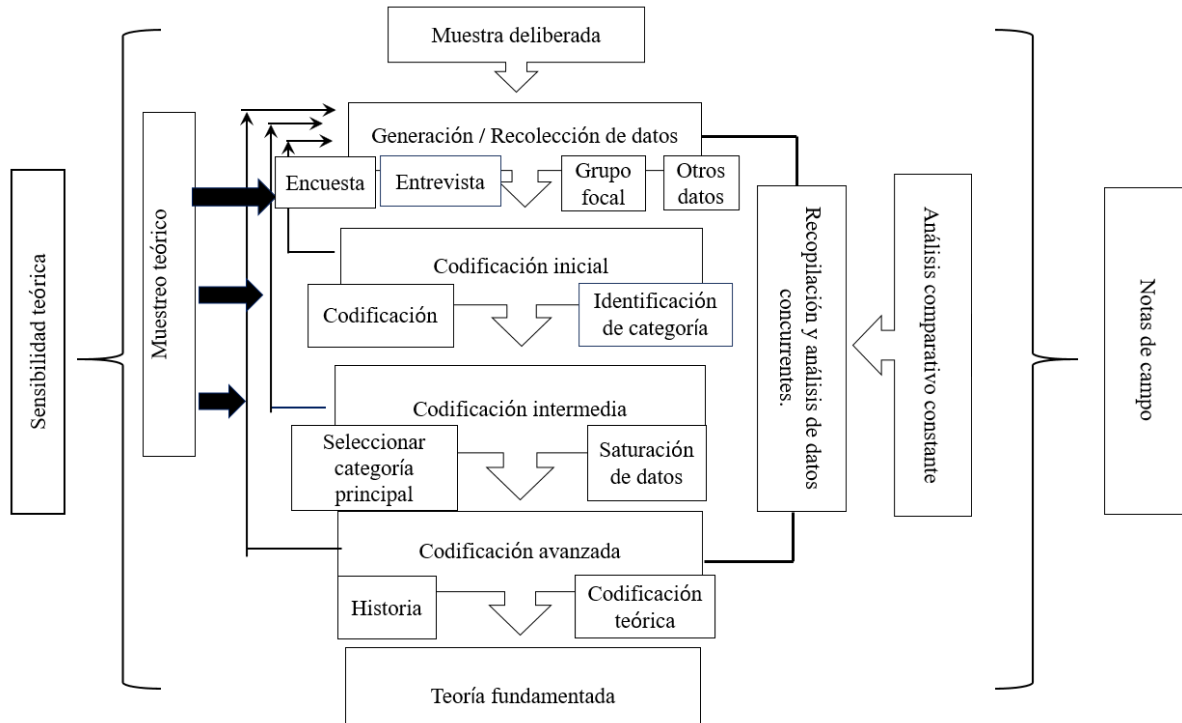 Muestra deliberada
Generación / Recolección de datos
Encuesta
Entrevista
Grupo
focal
Otros
datos
Codificación inicial
Codificación
Identificación
de categoría
Codificación intermedia
Seleccionar
categoría
principal
Saturación
de datos
Codificación avanzada
Historia
Codificación
teórica
Teoría fundamentada
Sensibilidad teórica
Muestreo teórico
Recopilación y análisis de datos
concurrentes.
Análisis comparativo constante
Notas de campo